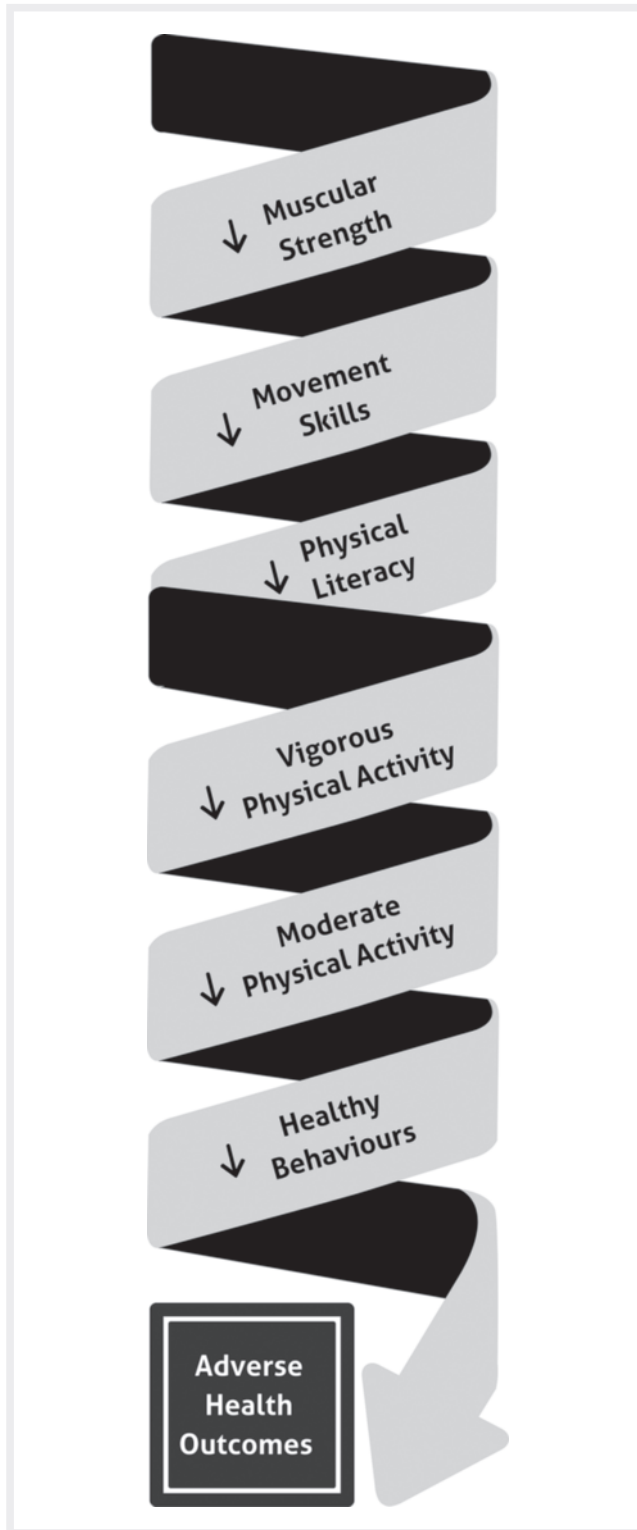 ↓ Muscular
Strength
↓ Movement
Skills
↓ Physical
Literacy
Vigorous
↓ Physical Activity
Moderate
↓ Physical Activity
Healthy
↓ Behaviours
Adverse
Health
Outcomes